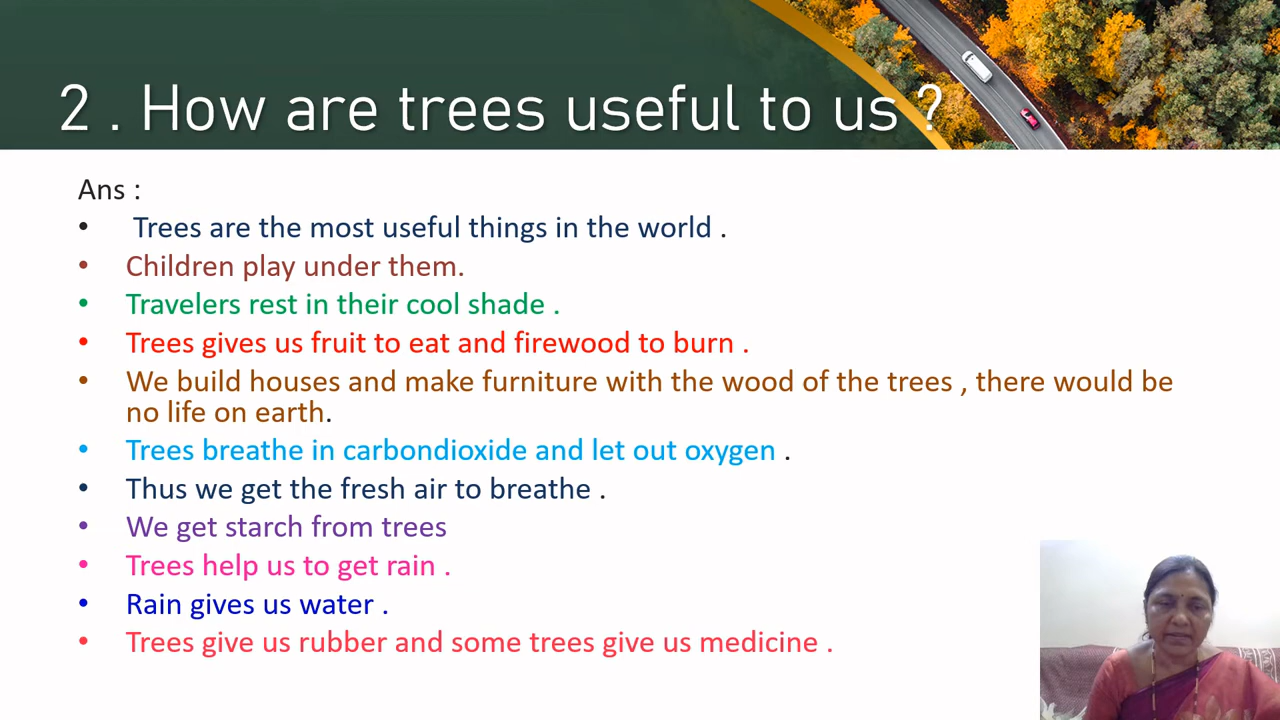 2 . How are trees useful to us ?
Ans :
• Trees are the most useful things in the world .
• Children play under them.
• Travelers rest in their cool shade .
• Trees gives us fruit to eat and firewood to burn .
• We build houses and make furniture with the wood of the trees , there would be
no life on earth.
• Trees breathe in carbondioxide and let out oxygen .
• Thus we get the fresh air to breathe .
• We get starch from trees
• Trees help us to get rain .
• Rain gives us water .
• Trees give us rubber and some trees give us medicine .